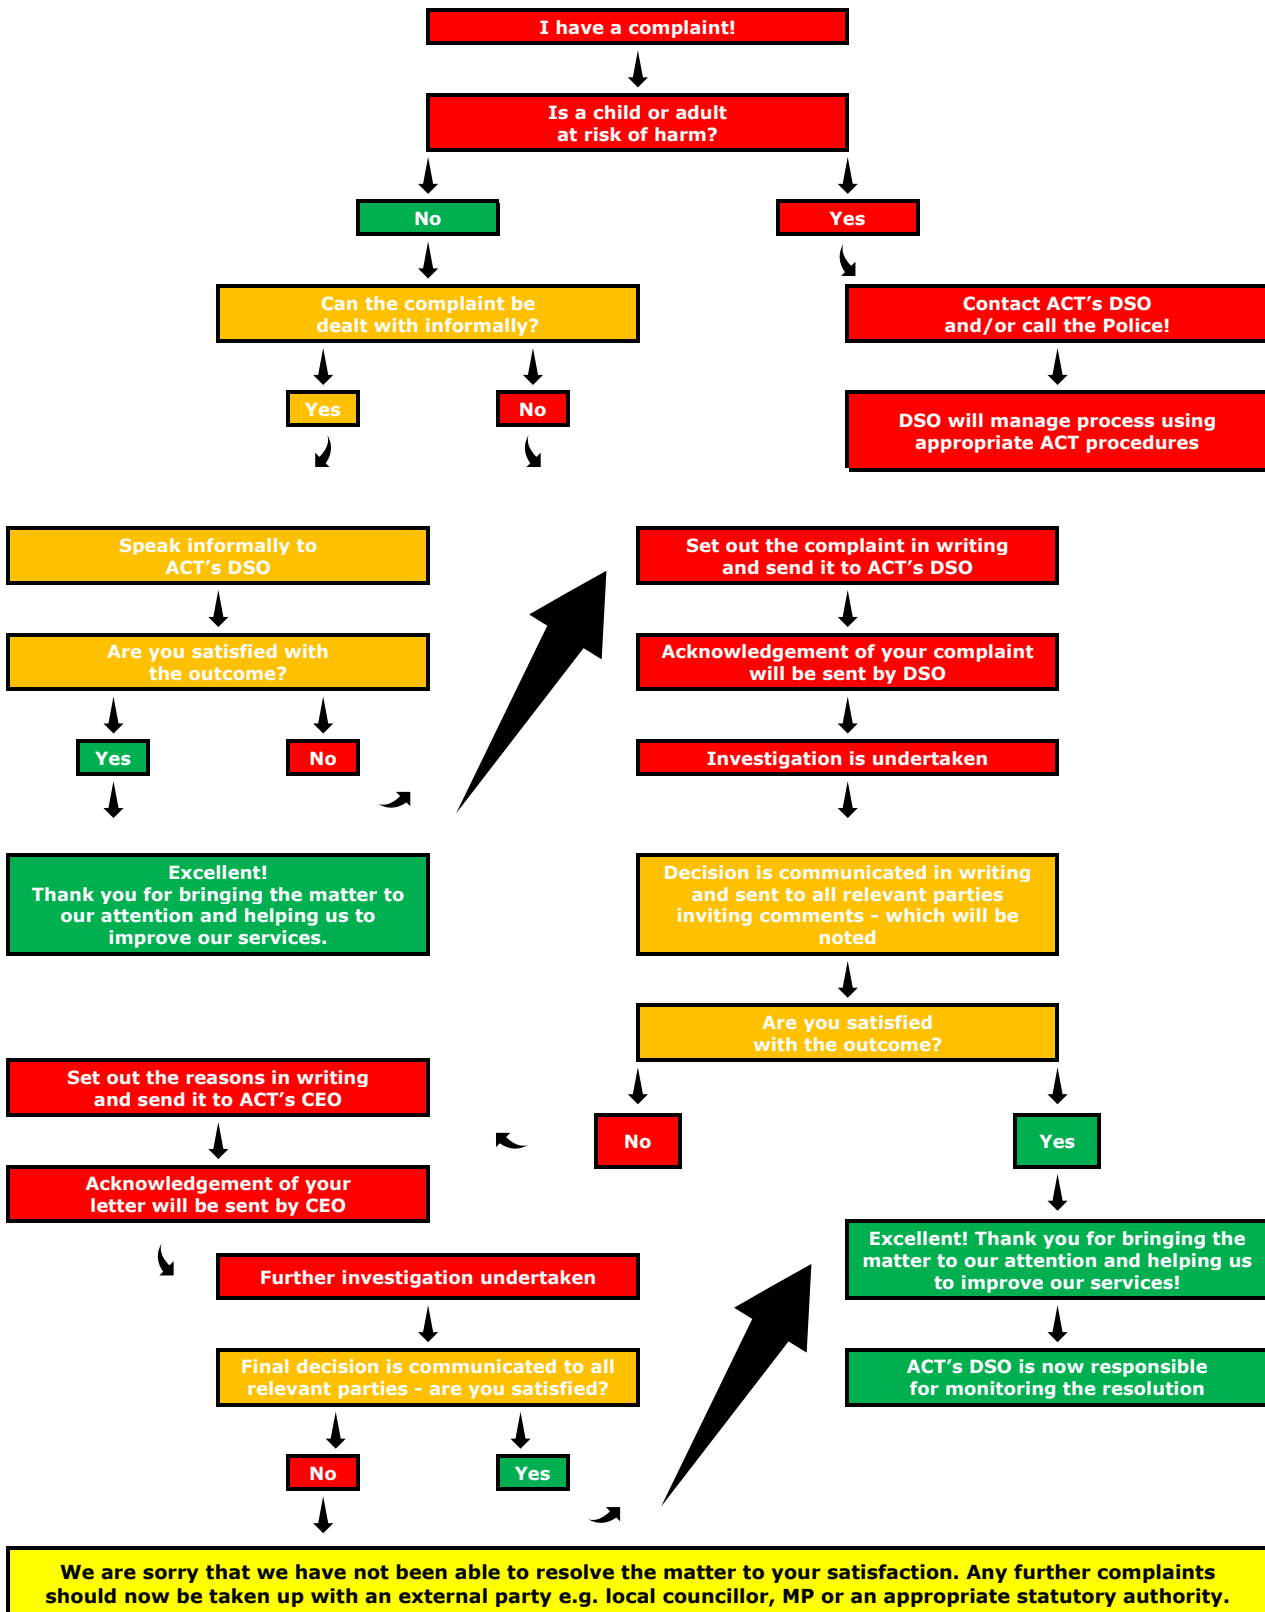 I have a complaint!
Is a child or adult
at risk of harm?
No
Yes
Can the complaint be
dealt with informally?
Contact ACT’s DSO
and/or call the Police!
Yes
No
DSO will manage process using
appropriate ACT procedures
Speak informally to
ACT’s DSO
Set out the complaint in writing
and send it to ACT’s DSO
Are you satisfied with
the outcome?
Acknowledgement of your complaint
will be sent by DSO
Yes
No
Investigation is undertaken
Excellent!
Thank you for bringing the matter to
our attention and helping us to
improve our services.
Decision is communicated in writing
and sent to all relevant parties
inviting comments - which will be
noted
Are you satisfied
with the outcome?
Set out the reasons in writing
and send it to ACT’s CEO
No
Yes
Acknowledgement of your
letter will be sent by CEO
Excellent! Thank you for bringing the
matter to our attention and helping us
to improve our services!
Further investigation undertaken
Final decision is communicated to all
relevant parties - are you satisfied?
ACT’s DSO is now responsible
for monitoring the resolution
No
Yes
We are sorry that we have not been able to resolve the matter to your satisfaction. Any further complaints
should now be taken up with an external party e.g. local councillor, MP or an appropriate statutory authority.